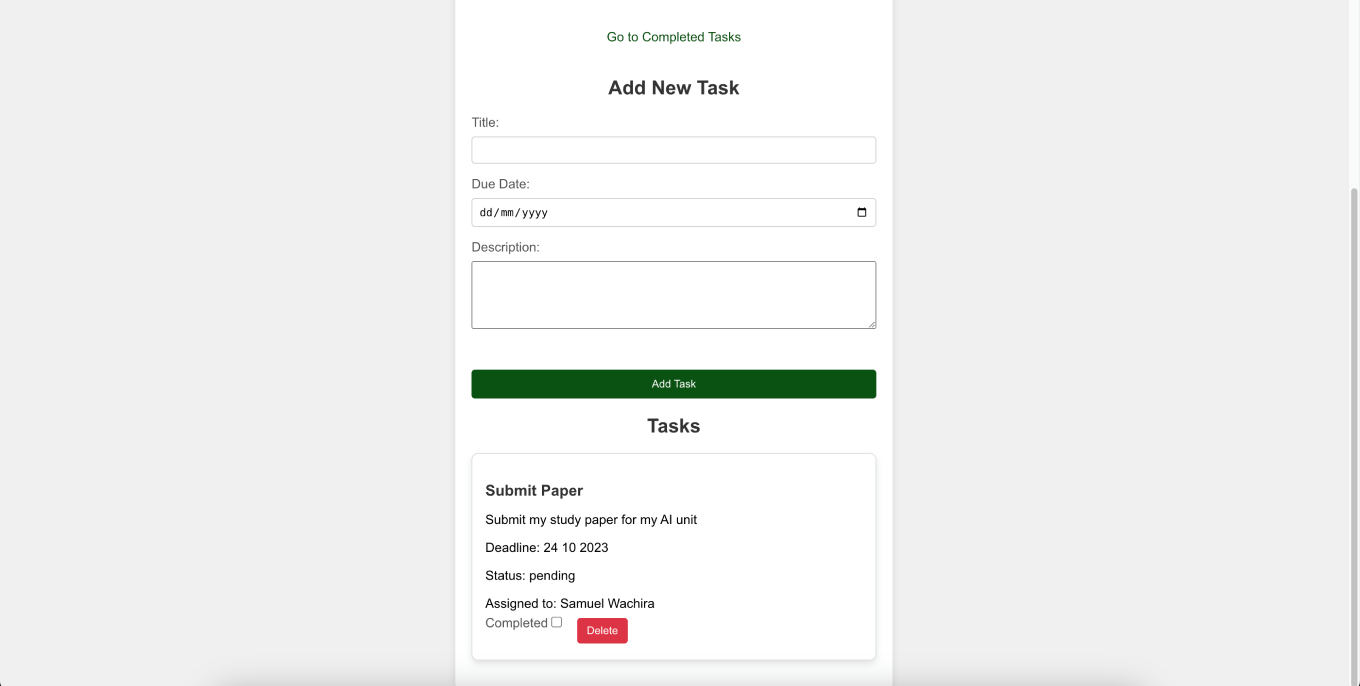 Go to Completed Tasks
Add New Task
Title:
Due Date:
dd/mm/yyyy
Description:
Add Task
Tasks
Submit Paper
Submit my study paper for my AI unit
Deadline: 24 10 2023
Status: pending
Assigned to: Samuel Wachira
Completed
Delete